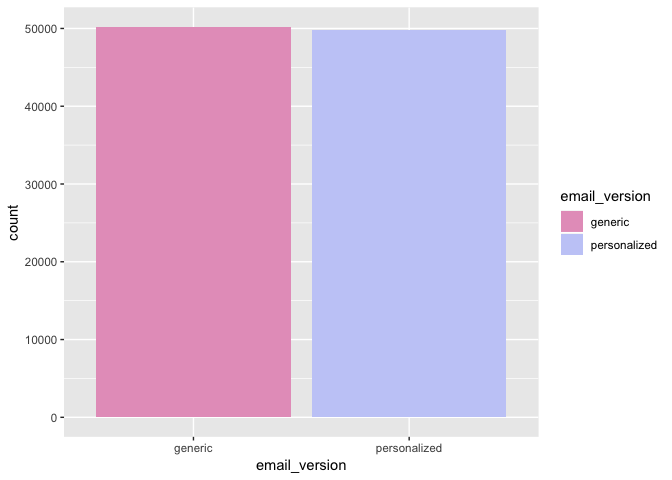 50000
40000
30000
20000
10000
0
count
generic personalized
email_version
email_version
generic
personalized